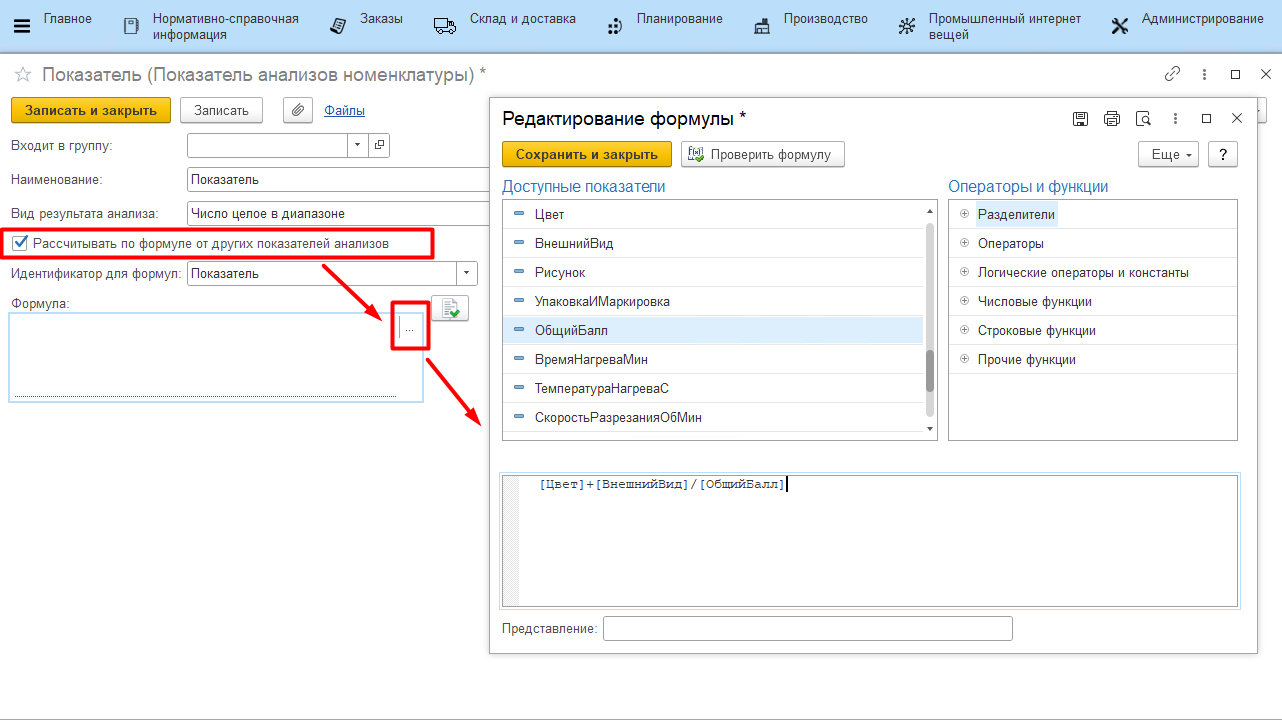 Главное
Нормативно-справочная
информация
Заказы
Склад и доставка
Планирование
Производство
Промышленный интернет
вещей
Администрирование
Показатель (Показатель анализов номенклатуры) *
Записать и закрыть
Записать
Файлы
Входит в группу:
Наименование:
Показатель
Вид результата анализа:
Число целое в диапазоне
Рассчитывать по формуле от других показателей анализов
Идентификатор для формул:
Показатель
Формула:
...
Редактирование формулы *
Сохранить и закрыть
Проверить формулу
Еще
?
Доступные показатели
Цвет
ВнешнийВид
Рисунок
УпаковкаИМаркировка
ОбщийБалл
ВремяНагреваМин
ТемператураНагреваС
СкоростьРазрезанияОбМин
Операторы и функции
Разделители
Операторы
Логические операторы и константы
Числовые функции
Строковые функции
Прочие функции
[Цвет]+[ВнешнийВид]/[ОбщийБалл]
Представление: